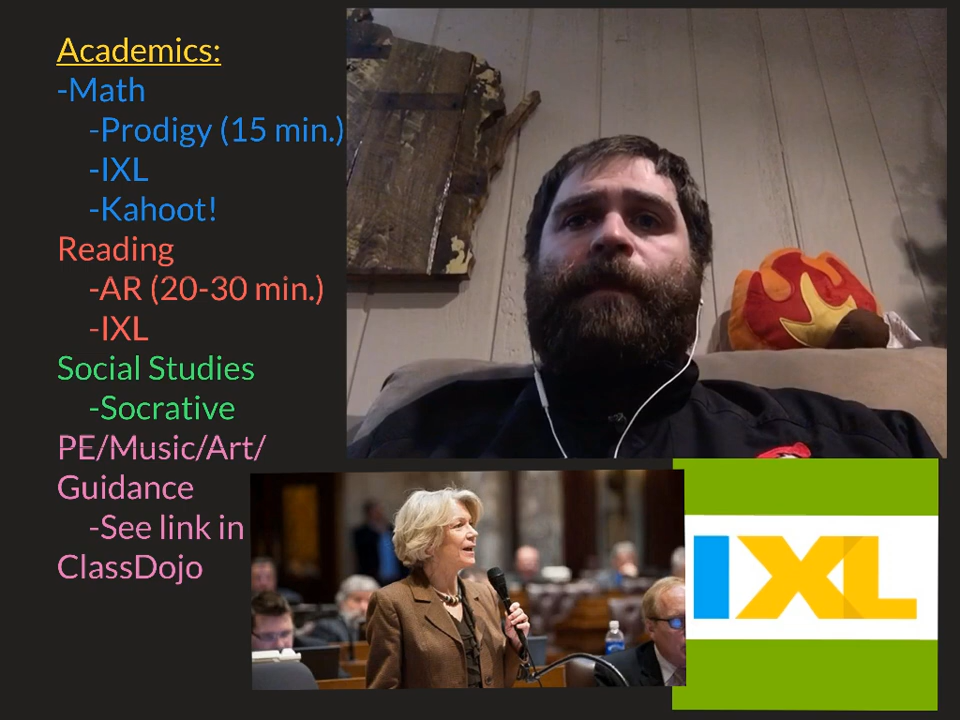 Academics:
-Math
-Prodigy (15 min.)
-IXL
-Kahoot!
Reading
-AR (20-30 min.)
-IXL
Social Studies
-Socrative
PE/Music/Art/
Guidance
-See link in
ClassDojo
IXL